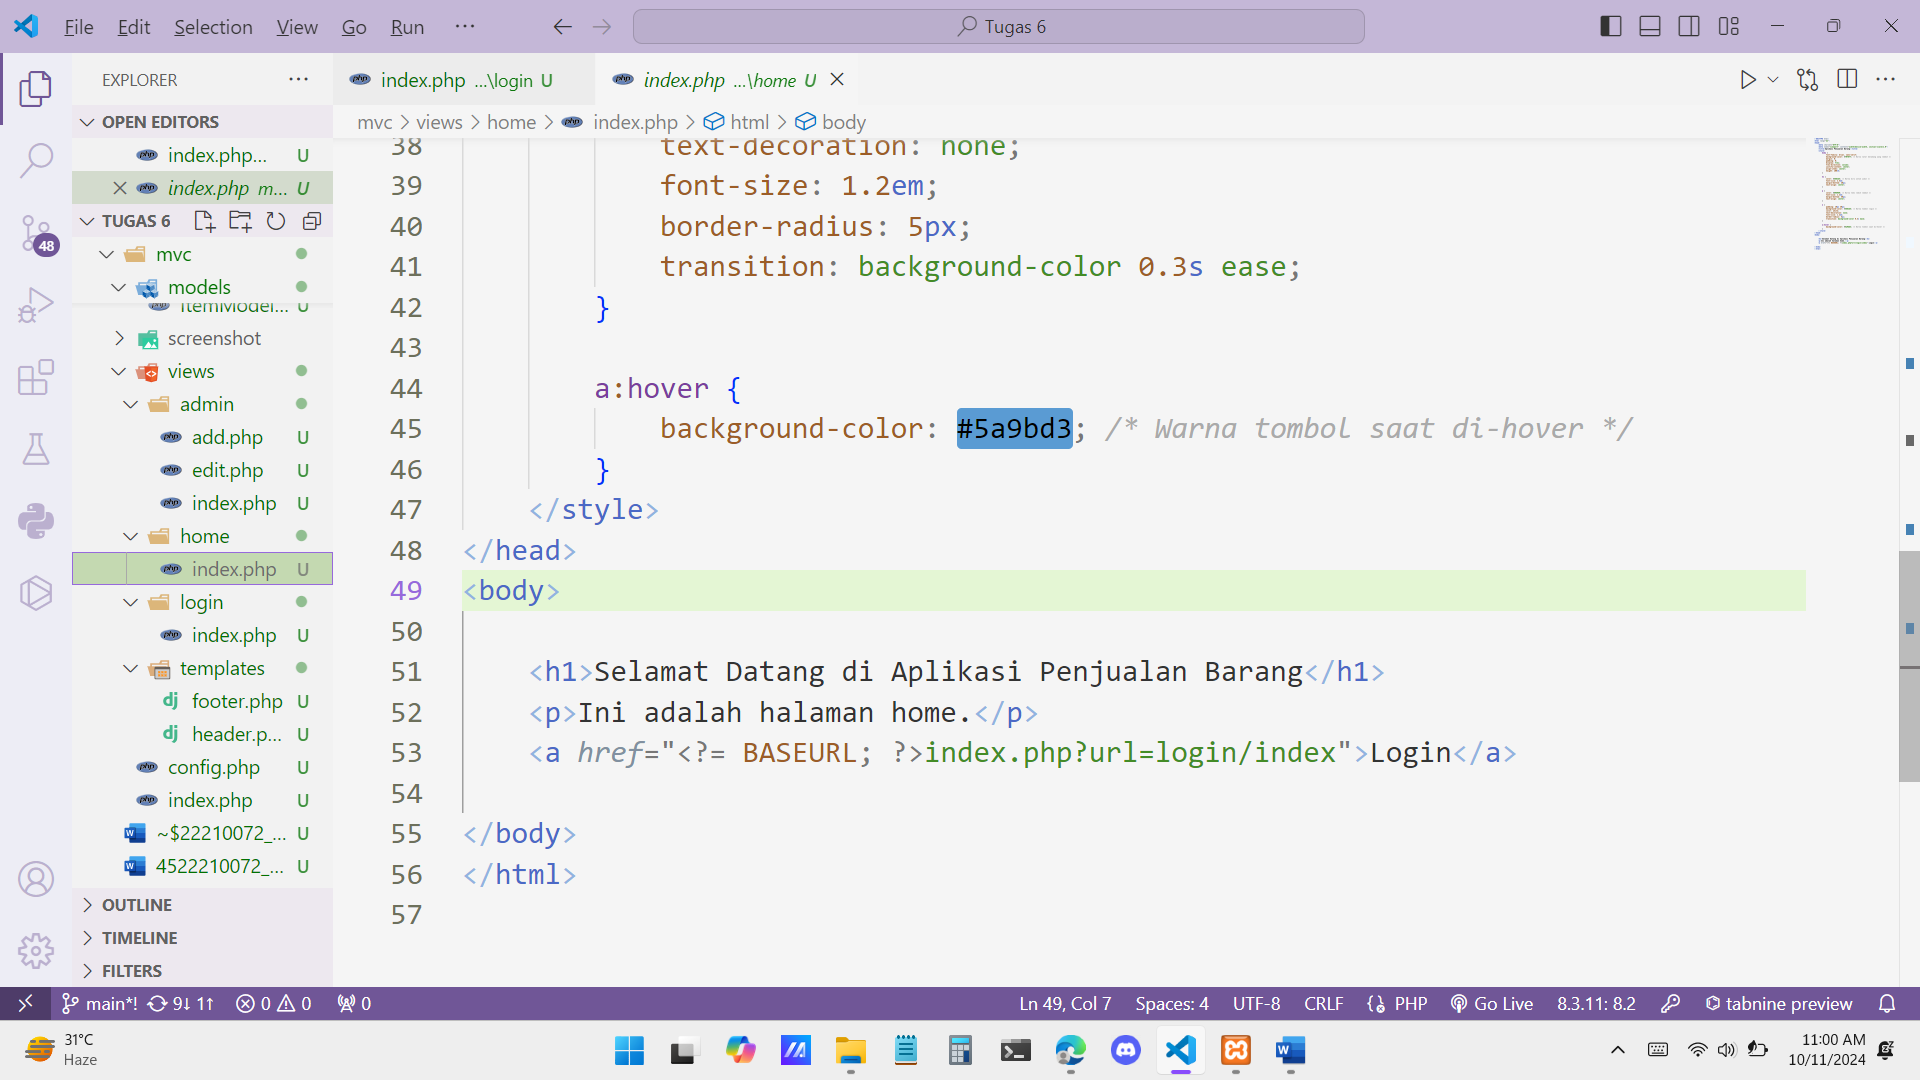 File Edit Selection View Go Run ···
Tugas 6
EXPLORER ···
index.php ...\login U
index.php ...\home U
OPEN EDITORS
index.php... U
index.php m... U
TUGAS 6
mvc
models
ItemModel... U
screenshot
views
admin
add.php U
edit.php U
index.php U
home
index.php U
login
index.php U
templates
footer.php U
header.p... U
config.php U
index.php U
~$22210072_... U
4522210072_... U
OUTLINE
TIMELINE
FILTERS
48
mvc > views > home > index.php > html > body
38 text-decoration: none;
39 font-size: 1.2em;
40 border-radius: 5px;
41 transition: background-color 0.3s ease;
42 }
43
44 a:hover {
45 background-color: #5a9bd3; /* Warna tombol saat di-hover */
46 }
47 </style>
48 </head>
49 <body>
50
51 <h1>Selamat Datang di Aplikasi Penjualan Barang</h1>
52 <p>Ini adalah halaman home.</p>
53 <a href="<?= BASEURL; ?>index.php?url=login/index">Login</a>
54
55 </body>
56 </html>
57
main*! 9↓ 1↑ 0 0 0
Ln 49, Col 7 Spaces: 4 UTF-8 CRLF PHP Go Live 8.3.11: 8.2 tabnine preview
31°C
Haze
11:00 AM
10/11/2024